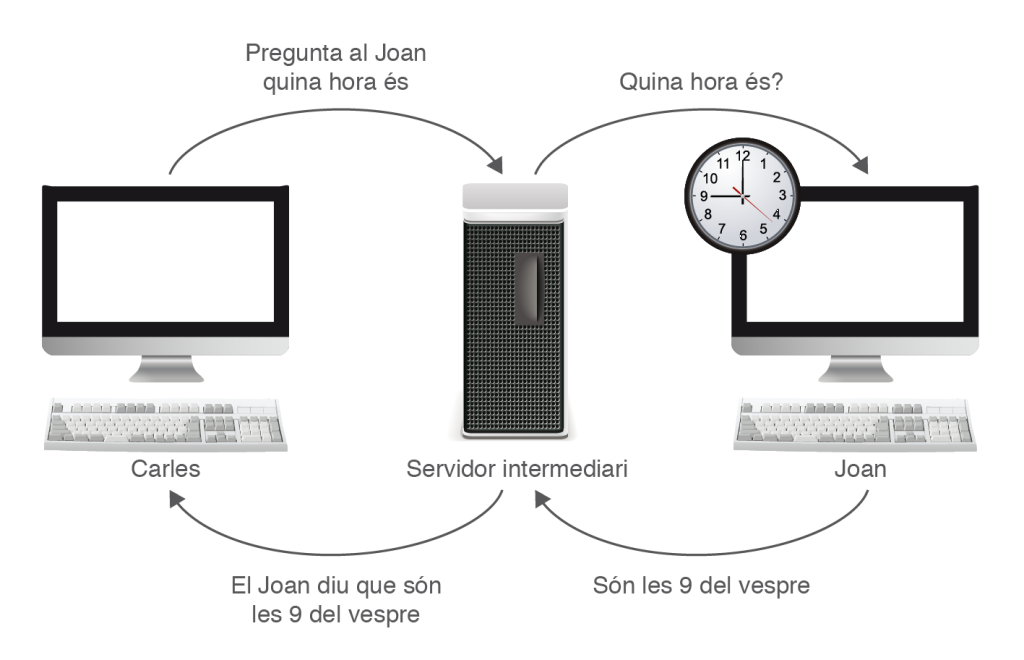 Pregunta al Joan
quina hora és
Quina hora és?
12
1
2
3
4
5
6
7
8
9
10
11
Carles
Servidor intermediari
Joan
El Joan diu que són
les 9 del vespre
Són les 9 del vespre